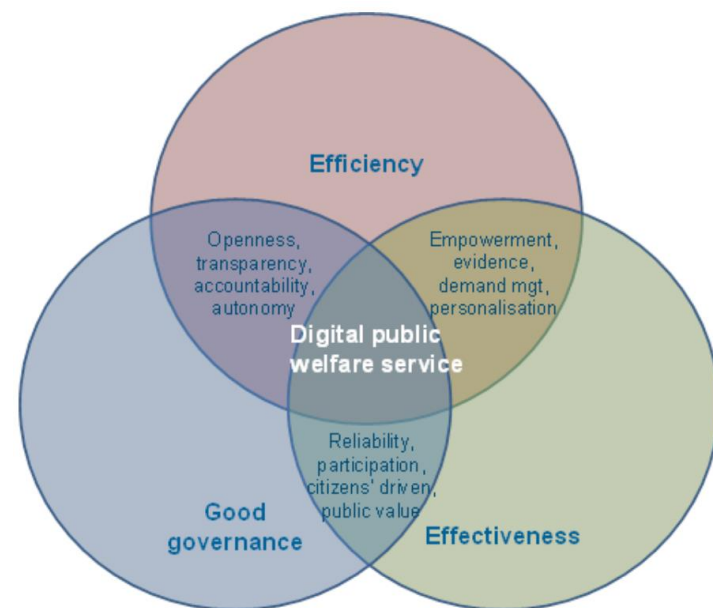 Efficiency
Openness,
transparency,
accountability,
autonomy
Empowerment,
evidence,
demand mgt,
personalisation
Digital public
welfare service
Reliability,
participation,
citizens' driven,
public value
Good
governance
Effectiveness